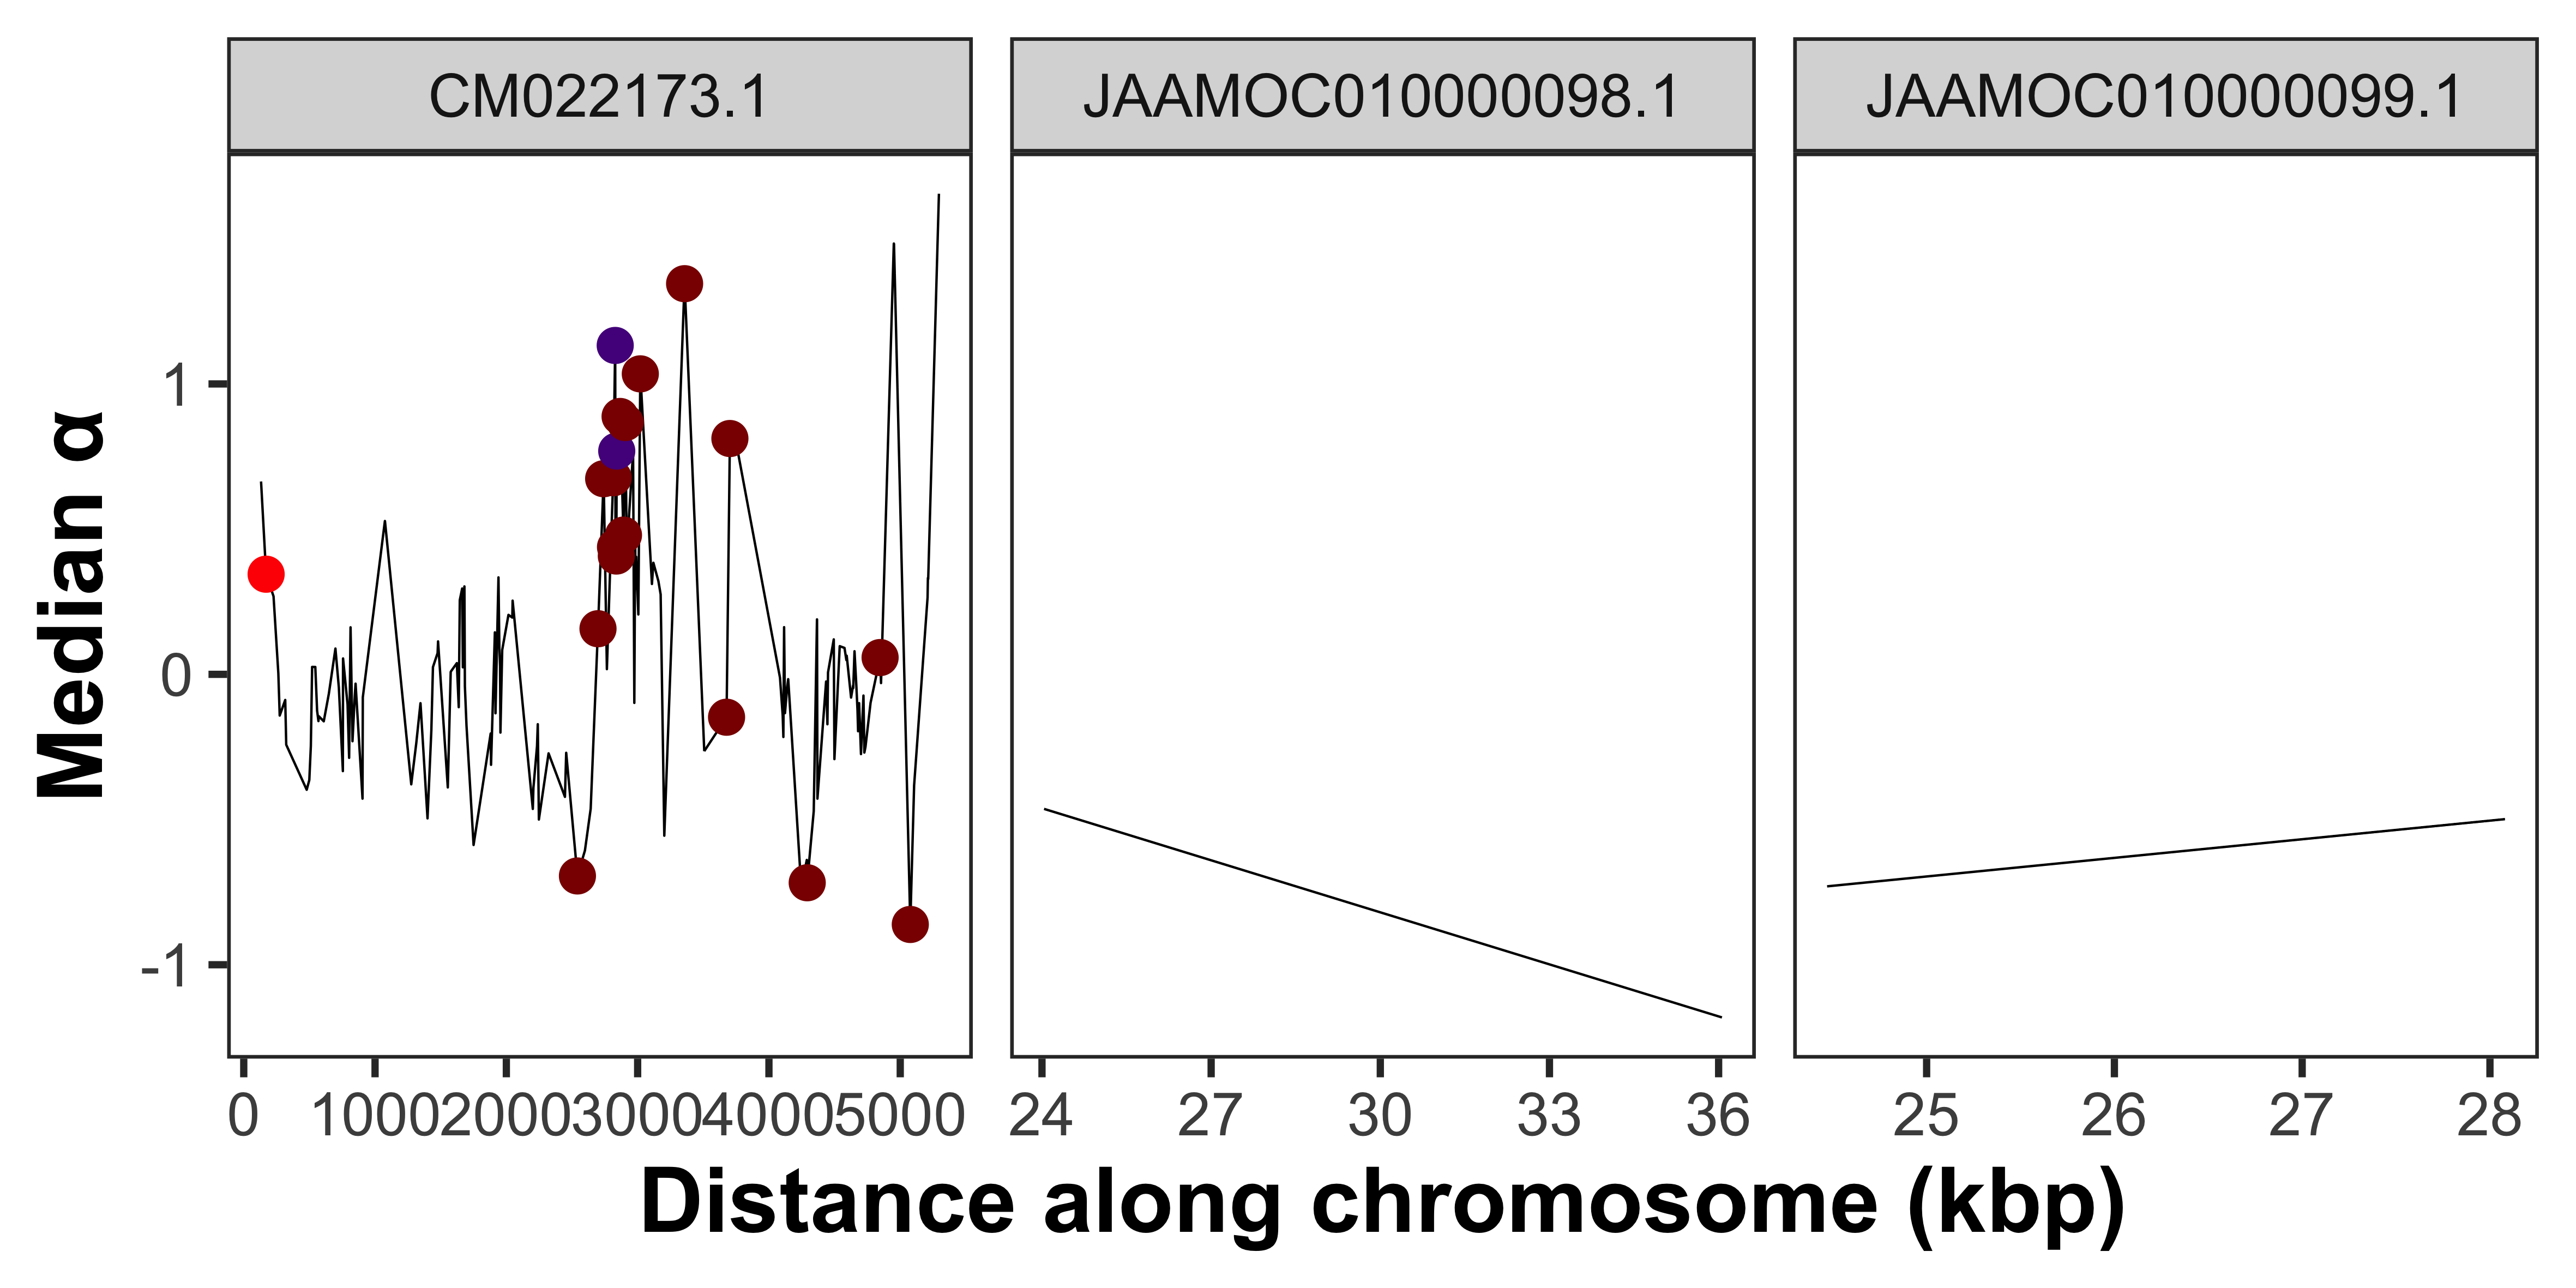 CM022173.1 JAAMOC010000098.1 JAAMOC010000099.1
Median α
1
0
-1
0 1000 2000 3000 4000 5000 24 27 30 33 36 25 26 27 28
Distance along chromosome (kbp)